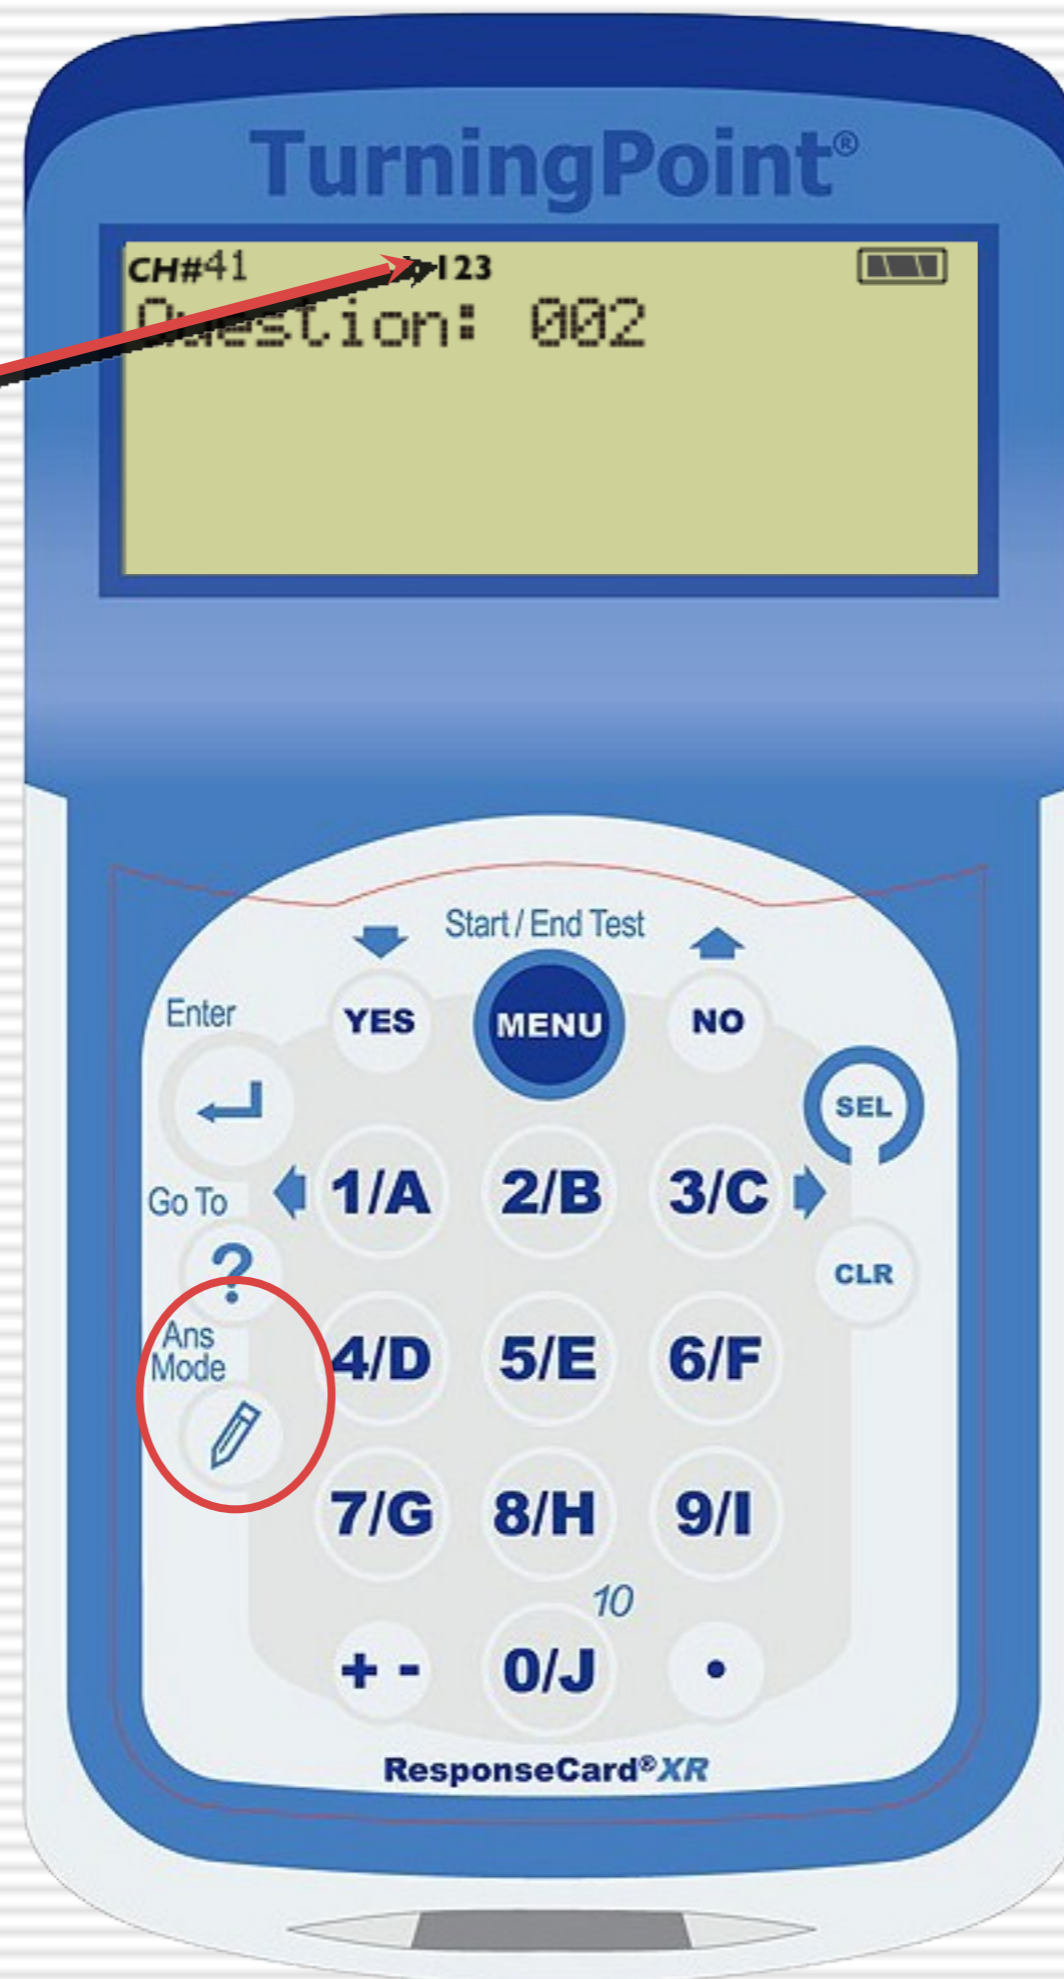 TurningPoint®
CH#41 123
Question: 002
Start / End Test
Enter
YES MENU NO
SEL
Go To
1/A 2/B 3/C
?
CLR
Ans
Mode
4/D 5/E 6/F
7/G 8/H 9/I
10
+ - 0/J •
ResponseCard®XR